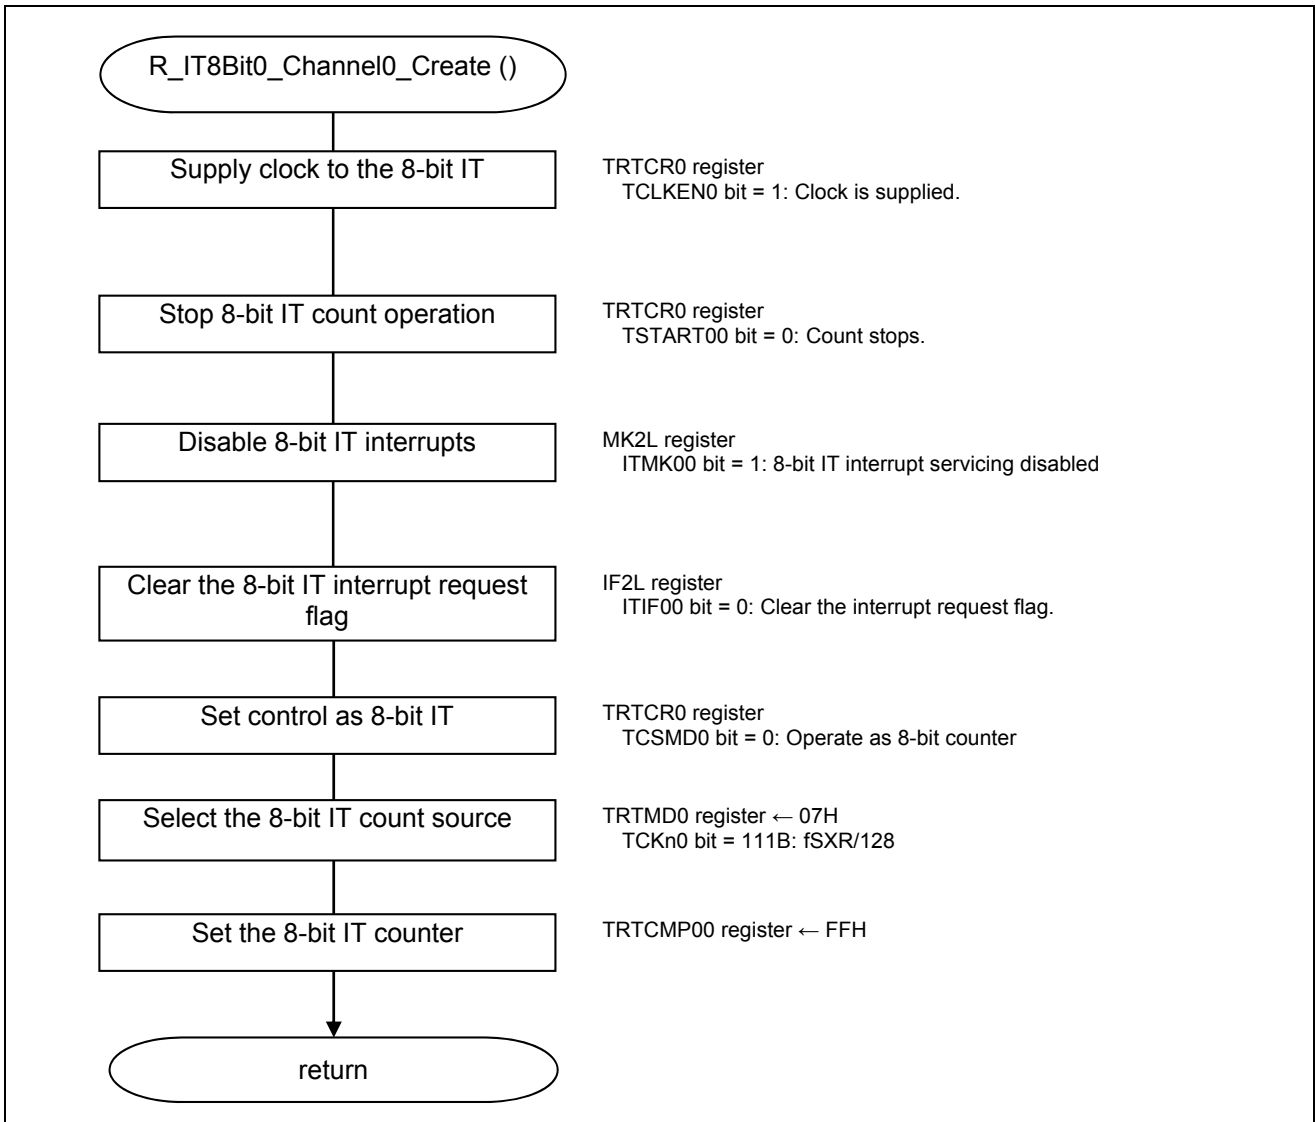 R_IT8Bit0_Channel0_Create ()
Supply clock to the 8-bit IT
TRTCR0 register
TCLKEN0 bit = 1: Clock is supplied.
Stop 8-bit IT count operation
TRTCR0 register
TSTART00 bit = 0: Count stops.
Disable 8-bit IT interrupts
MK2L register
ITMK00 bit = 1: 8-bit IT interrupt servicing disabled
Clear the 8-bit IT interrupt request
flag
IF2L register
ITIF00 bit = 0: Clear the interrupt request flag.
Set control as 8-bit IT
TRTCR0 register
TCSMD0 bit = 0: Operate as 8-bit counter
Select the 8-bit IT count source
TRTMD0 register ← 07H
TCKn0 bit = 111B: fSXR/128
Set the 8-bit IT counter
TRTCMP00 register ← FFH
return